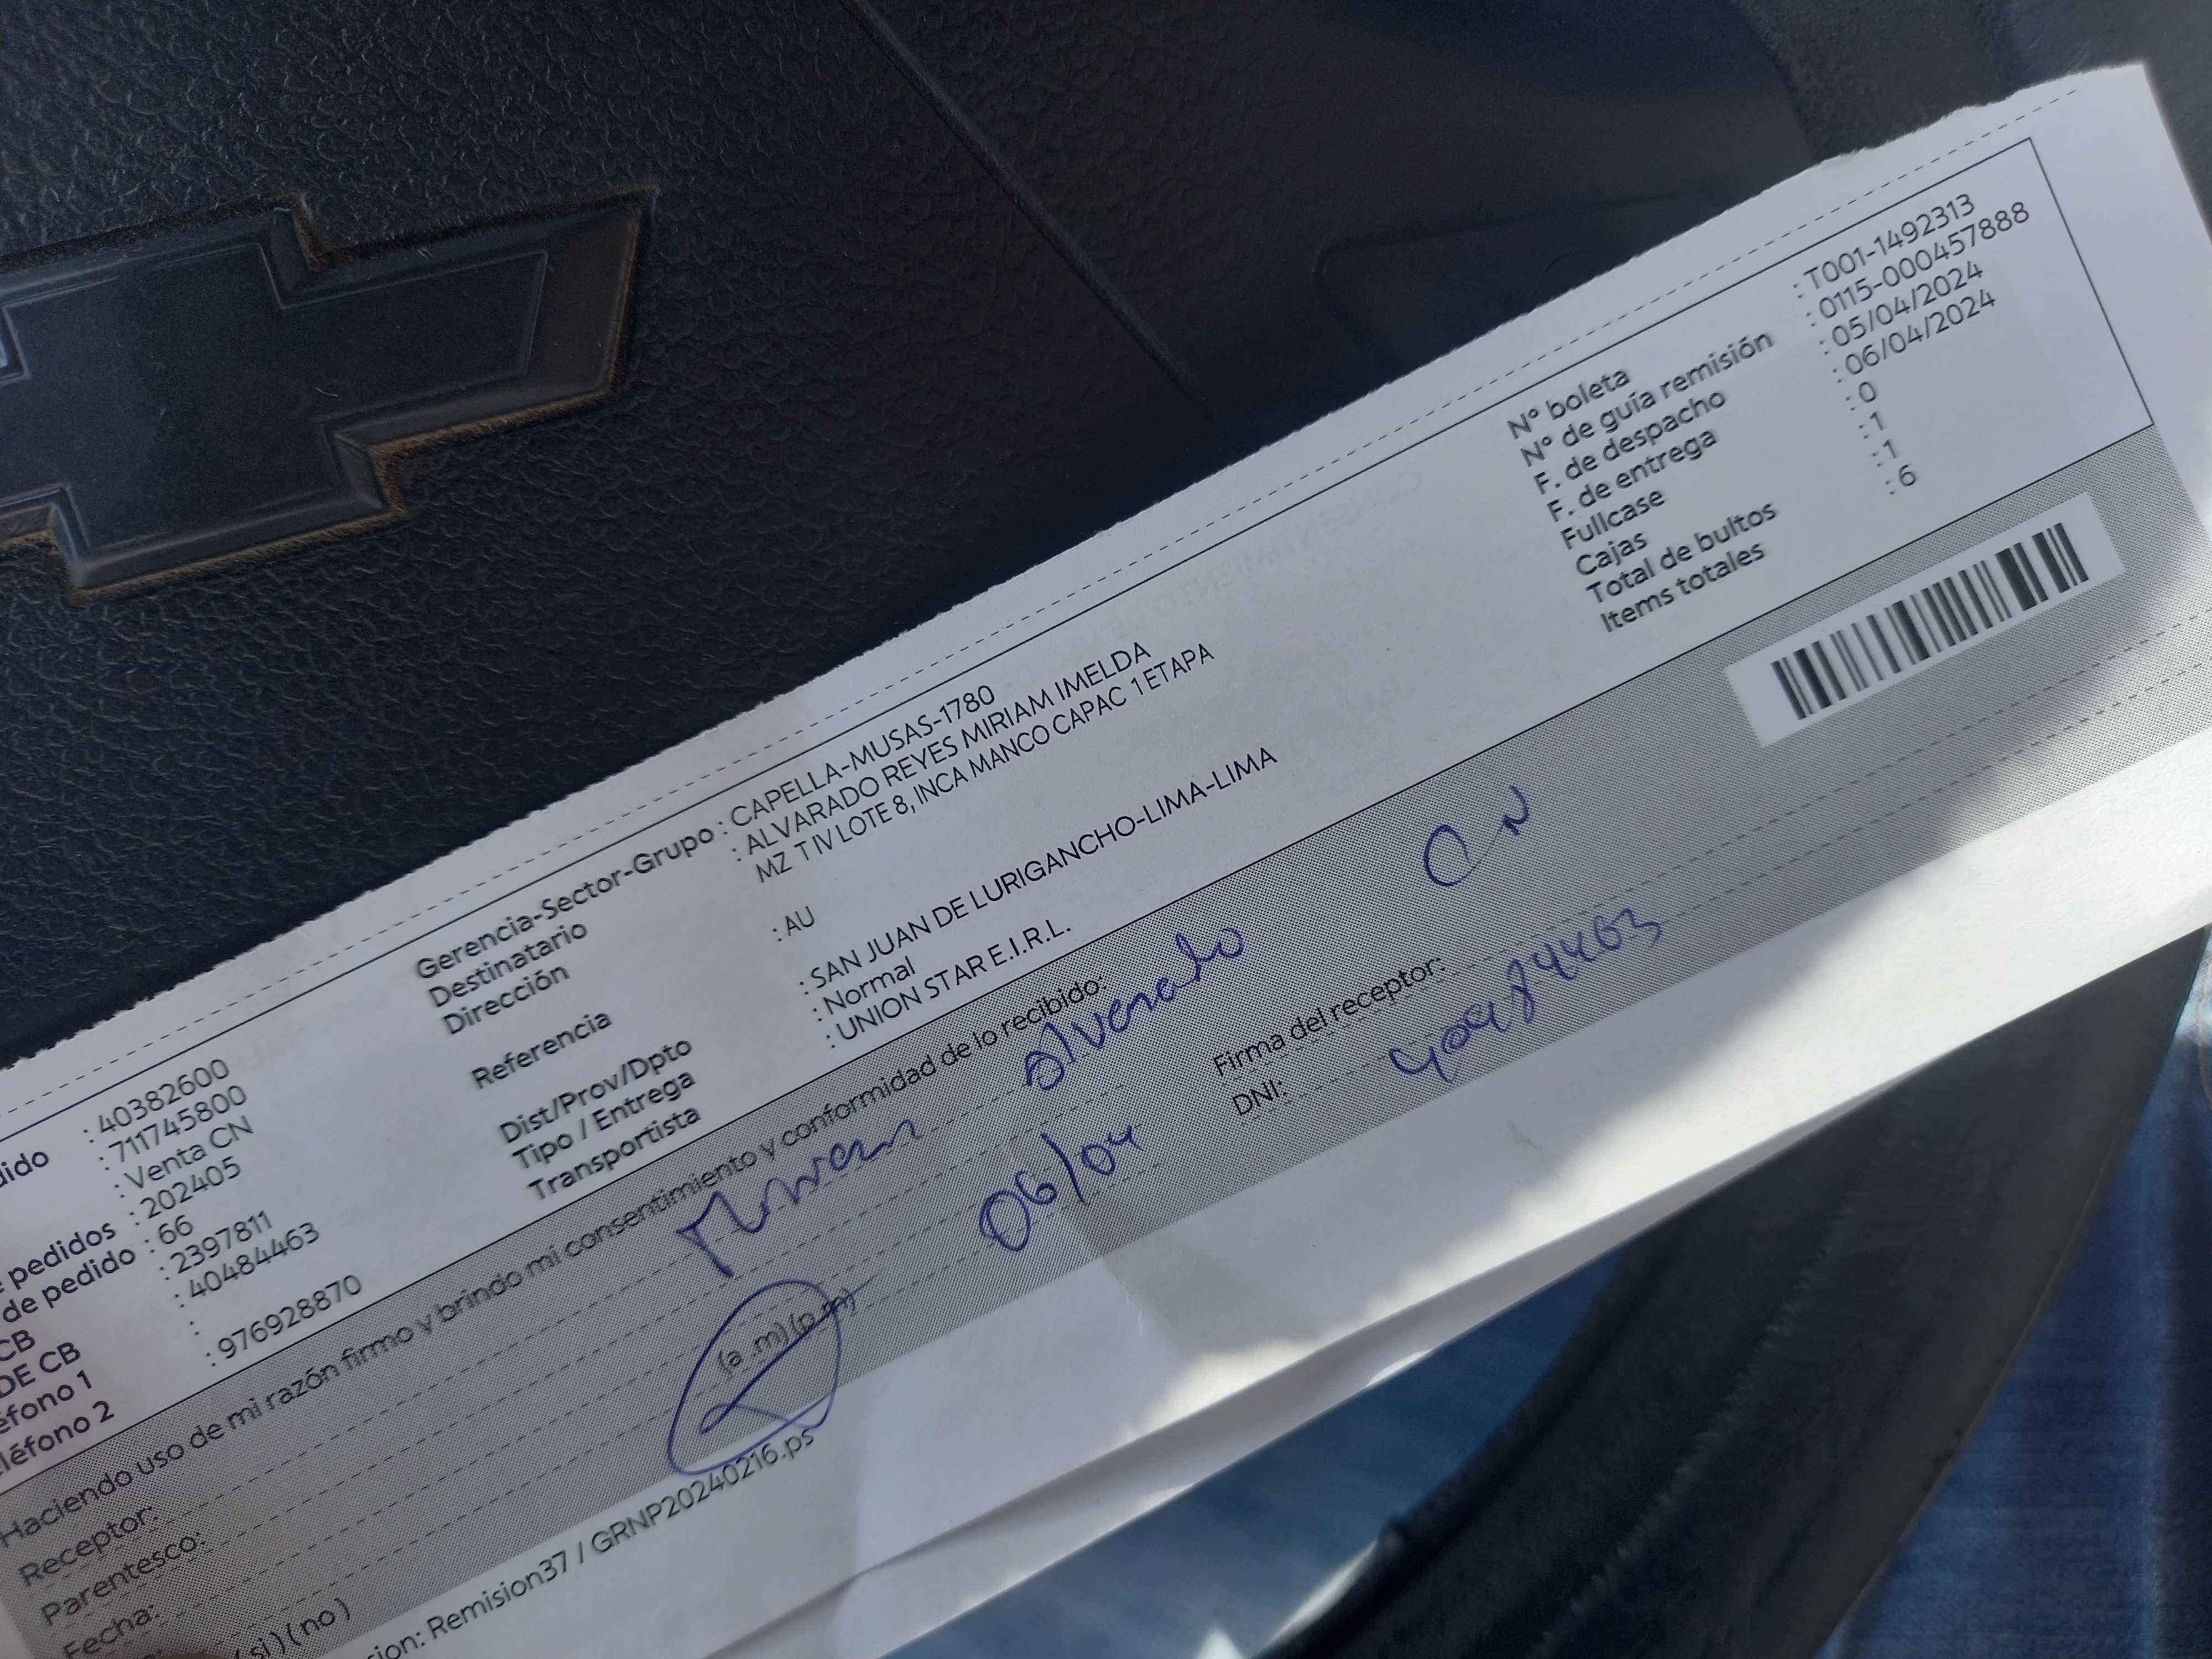 dido : 40382600
: 711745800
: Venta CN
pedidos : 202405
de pedido : 66
CB : 2397811
DE CB : 40484463
éfono 1 :
léfono 2 : 976928870
Gerencia-Sector-Grupo : CAPELLA-MUSAS-1780
Destinatario : ALVARADO REYES MIRIAM IMELDA
Dirección MZ T IV LOTE 8, INCA MANCO CAPAC 1 ETAPA
Referencia : AU
Dist/Prov/Dpto : SAN JUAN DE LURIGANCHO-LIMA-LIMA
Tipo / Entrega : Normal
Transportista : UNION STAR E.I.R.L.
N° boleta : T001-1492313
N° de guía remisión : 0115-000457888
F. de despacho : 05/04/2024
F. de entrega : 06/04/2024
Fullcase : 0
Cajas : 1
Total de bultos : 1
Items totales : 6
Haciendo uso de mi razón firmo y brindo mi consentimiento y conformidad de lo recibido:
Receptor: Alvarado CN
Parentesco: Firma del receptor:
Fecha: 06/04 DNI:
(a .m) (p .m)
(si) (no)
sion: Remision37 / GRNP20240216.ps